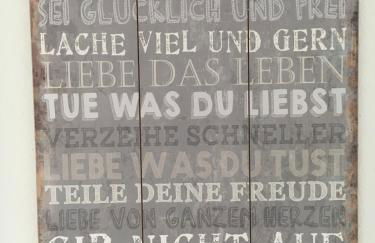 SEI GLÜCKLICH UND FREI
LACHE VIEL UND GERN
LIEBE DAS LEBEN
TUE WAS DU LIEBST
VERZEIHE SCHNELLER
LIEBE WAS DU TUST
TEILE DEINE FREUDE
LIEBE VON GANZEM HERZEN
GIB NICHT AUF